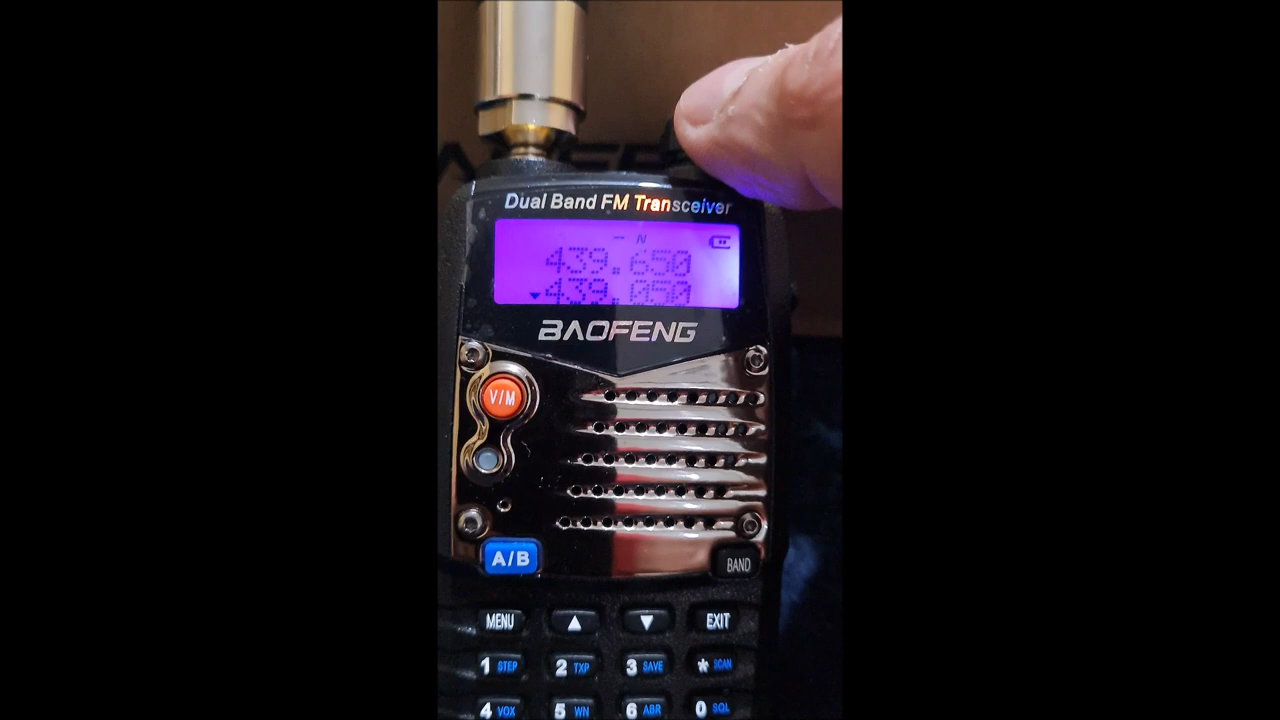 Dual Band FM Transceiver
– N
439.650
▼439.050
BAOFENG
V/M
A/B
BAND
MENU ▲ ▼ EXIT
1 STEP 2 TXP 3 SAVE * SCAN
4 VOX 5 WN 6 ABR 0 SQL